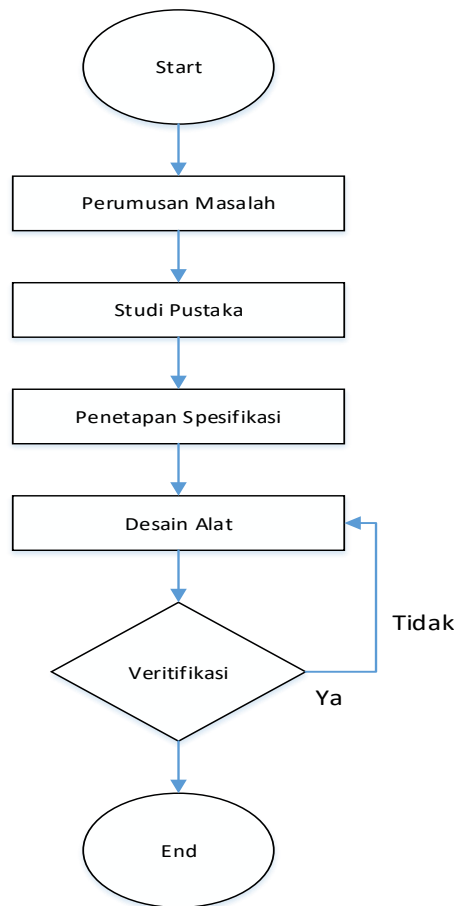 Start
Perumusan Masalah
Studi Pustaka
Penetapan Spesifikasi
Desain Alat
Tidak
Veritifikasi
Ya
End